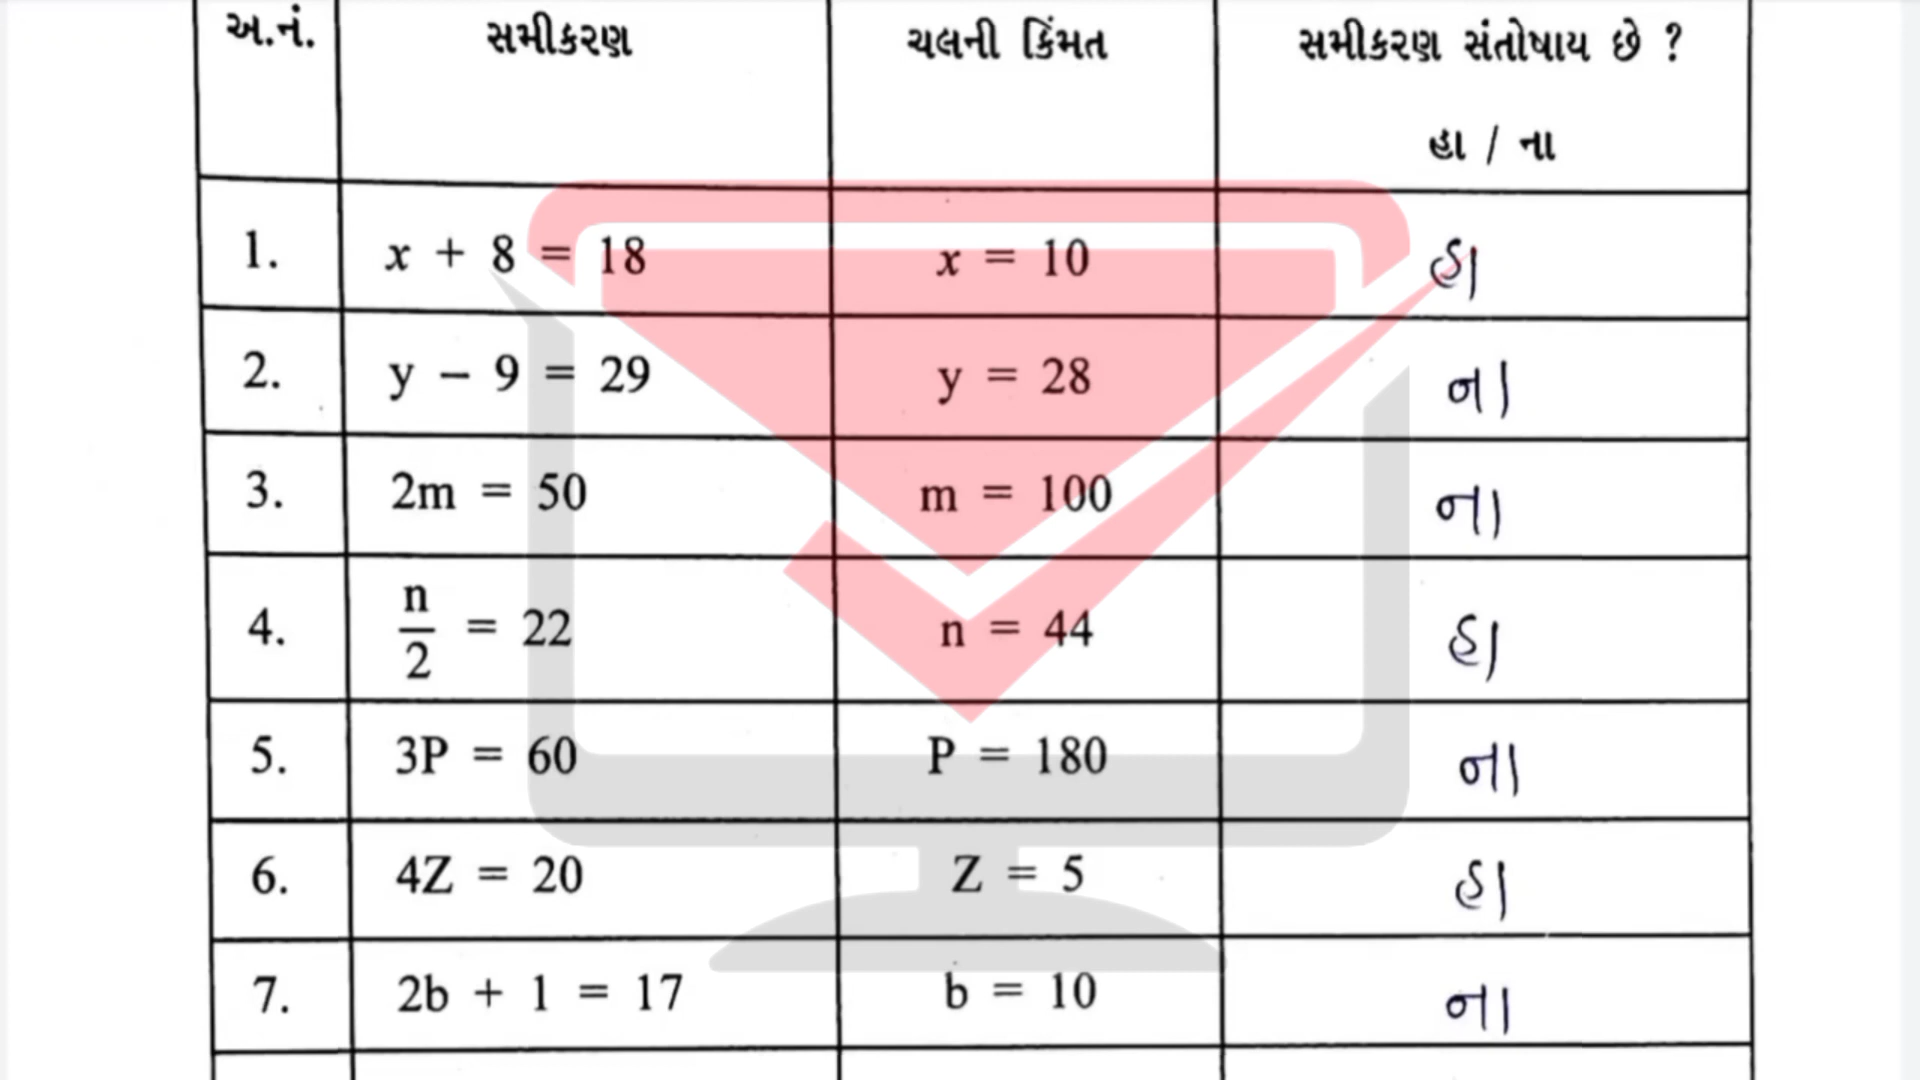 અ.નં. સમીકરણ ચલની કિંમત સમીકરણ સંતોષાય છે ?
હા / ના
1. x + 8 = 18 x = 10 હા
2. y – 9 = 29 y = 28 ના
3. 2m = 50 m = 100 ના
4. n/2 = 22 n = 44 હા
5. 3P = 60 P = 180 ના
6. 4Z = 20 Z = 5 હા
7. 2b + 1 = 17 b = 10 ના